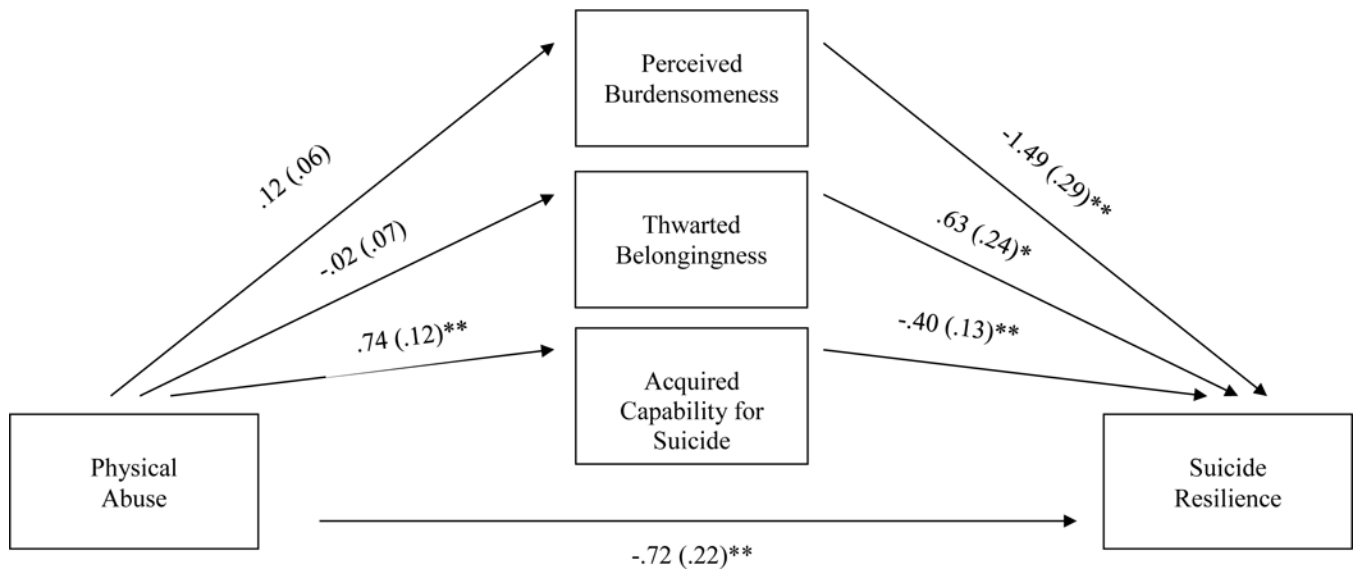 Perceived
Burdensomeness
.12 (.06)
-1.49 (.29)**
Thwarted
Belongingness
-.02 (.07)
.63 (.24)*
.74 (.12)**
-.40 (.13)**
Acquired
Capability for
Suicide
Physical
Abuse
Suicide
Resilience
-.72 (.22)**